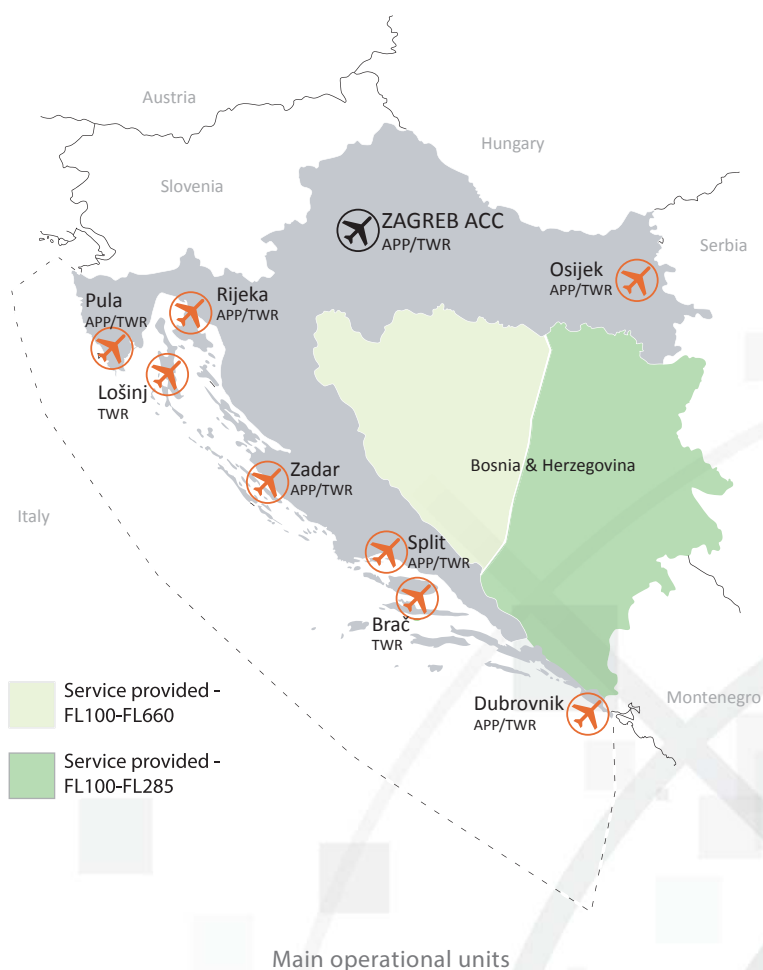 Austria
Hungary
Slovenia
ZAGREB ACC
APP/TWR
Serbia
Osijek
APP/TWR
Pula
APP/TWR
Rijeka
APP/TWR
Lošinj
TWR
Bosnia & Herzegovina
Zadar
APP/TWR
Italy
Split
APP/TWR
Brač
TWR
Service provided -
FL100-FL660
Montenegro
Dubrovnik
APP/TWR
Service provided -
FL100-FL285
Main operational units